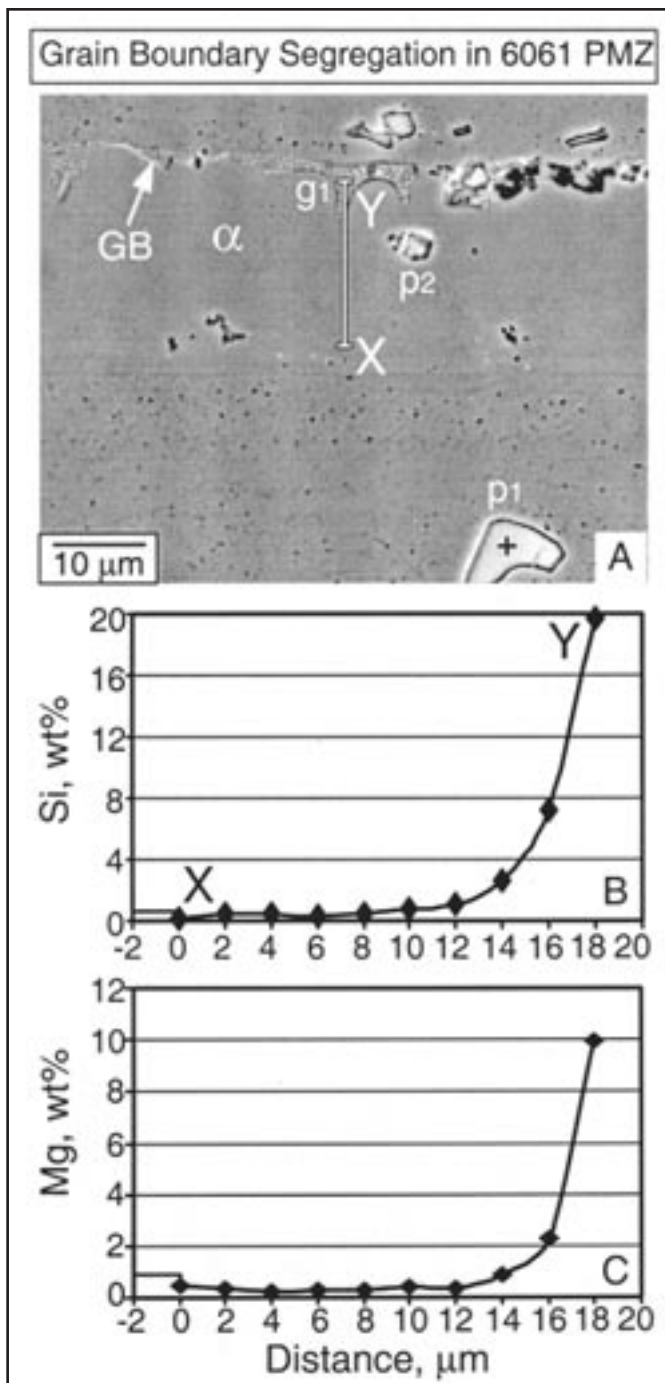 Grain Boundary Segregation in 6061 PMZ
g1
Y
GB
α
p2
X
p1
+
10 μm
A
20
16
12
8
4
0
Si, wt%
X
Y
B
-2 0 2 4 6 8 10 12 14 16 18 20
12
10
8
6
4
2
0
Mg, wt%
C
-2 0 2 4 6 8 10 12 14 16 18 20
Distance, μm